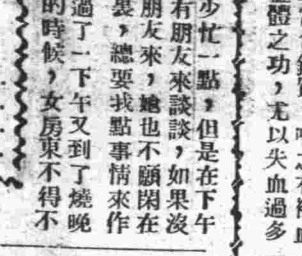 體之功，尤以失血過多
少忙一點，但是在下午
有朋友來談談，如果沒
朋友來，她也不願閑在
裏，總要找點事情來作
過了一下午又到了燒晚
的時候，女房東不得不